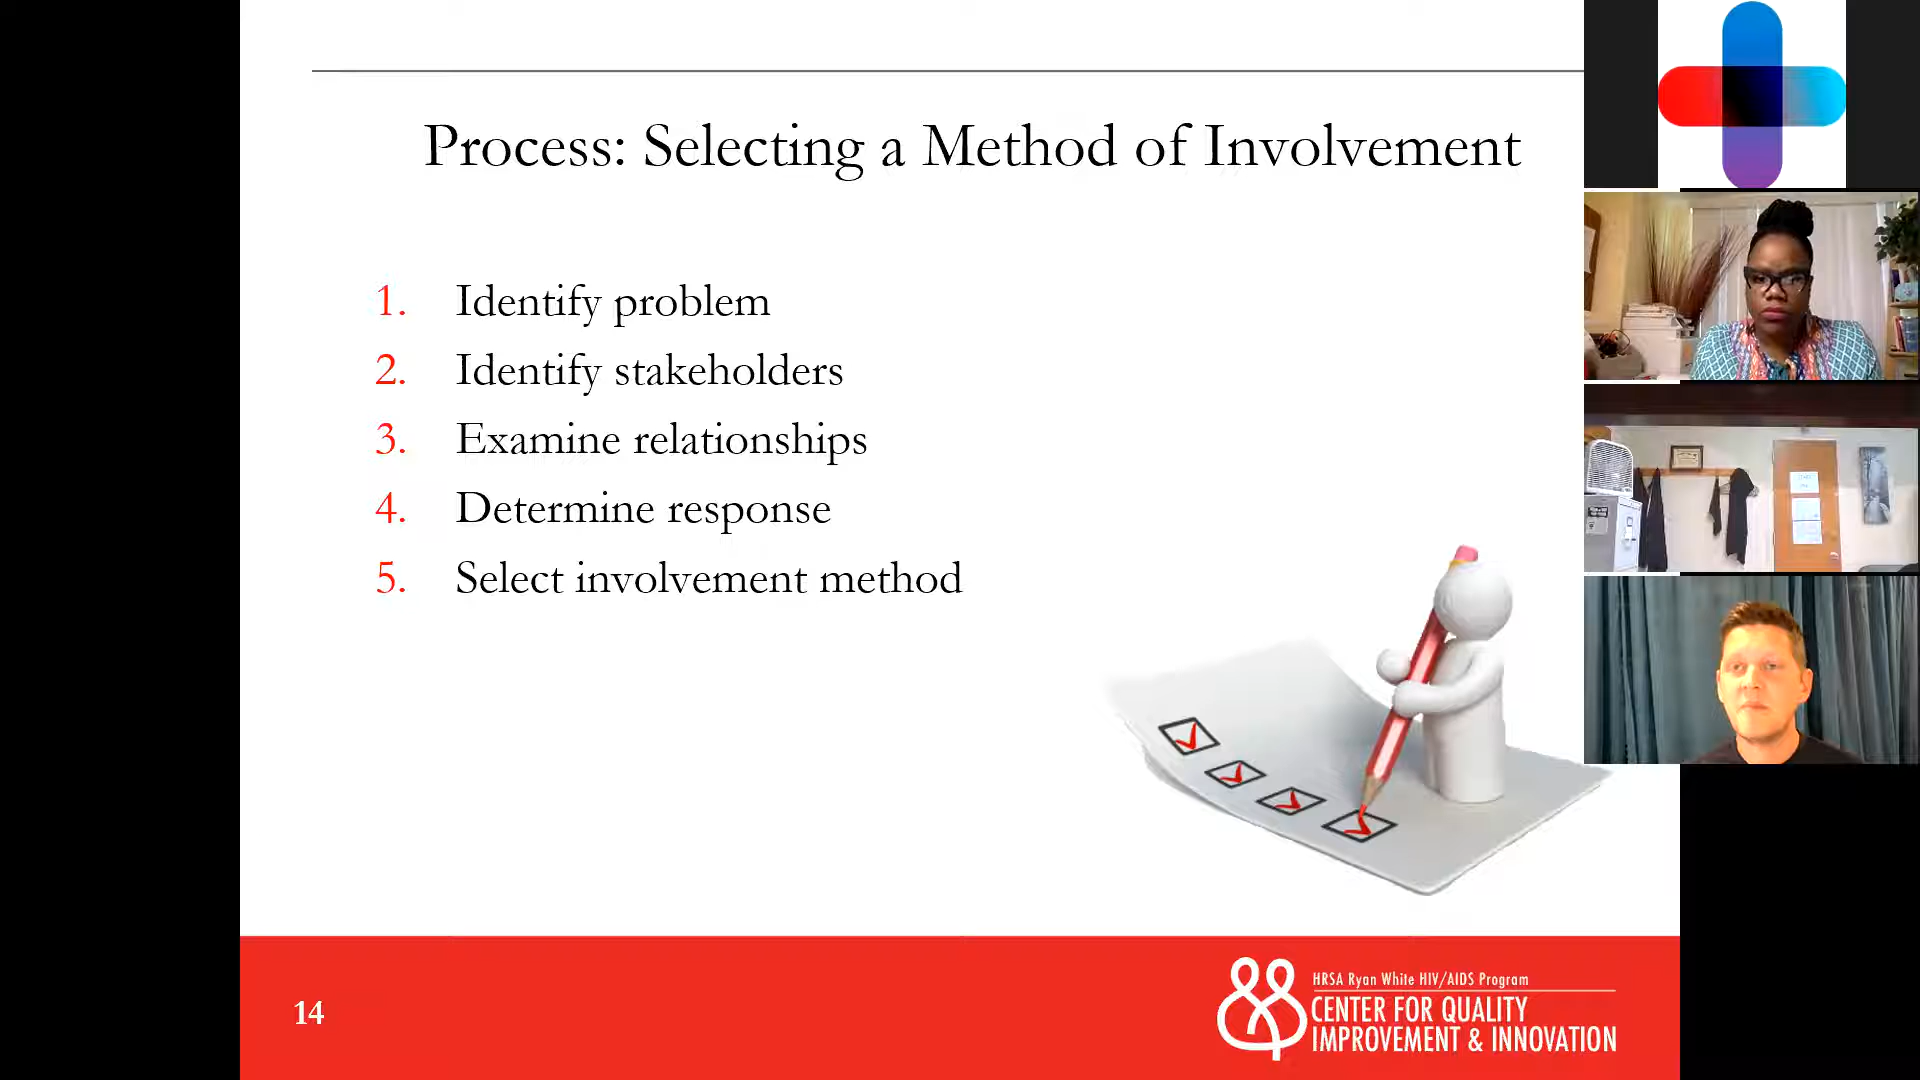 Process: Selecting a Method of Involvement
1. Identify problem
2. Identify stakeholders
3. Examine relationships
4. Determine response
5. Select involvement method
14
HRSA Ryan White HIV/AIDS Program
CENTER FOR QUALITY
IMPROVEMENT & INNOVATION